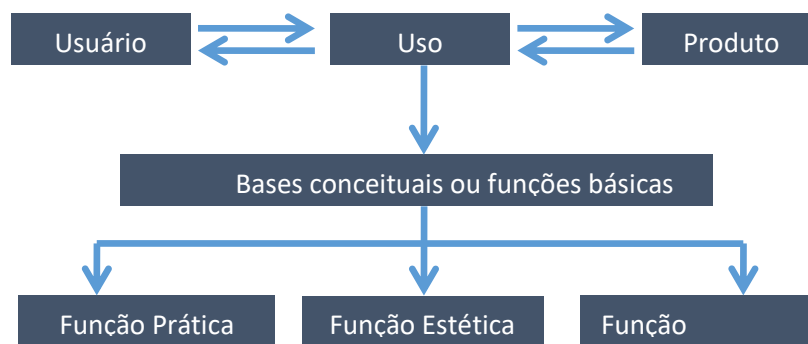 Usuário
Uso
Produto
Bases conceituais ou funções básicas
Função Prática
Função Estética
Função